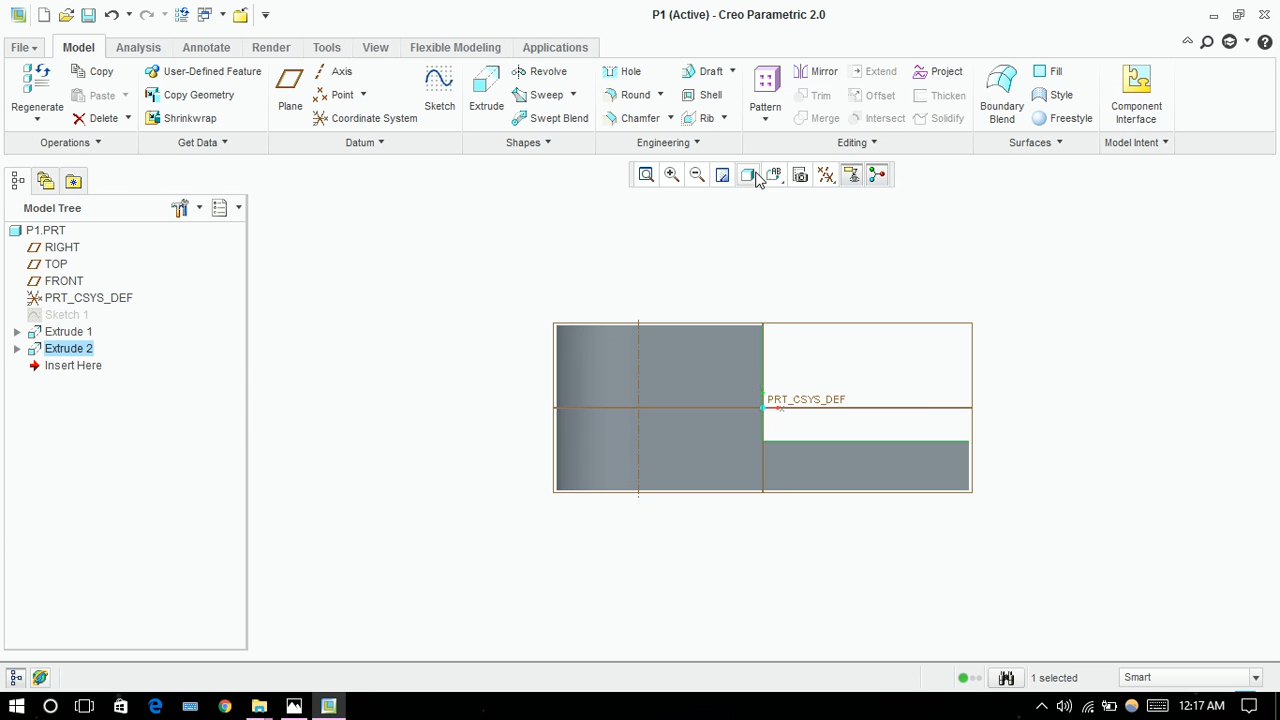 P1 (Active) - Creo Parametric 2.0
File Model Analysis Annotate Render Tools View Flexible Modeling Applications
Regenerate
Copy
Paste
Delete
Operations
User-Defined Feature
Copy Geometry
Shrinkwrap
Get Data
Plane
Axis
Point
Coordinate System
Sketch
Datum
Extrude
Revolve
Sweep
Swept Blend
Shapes
Hole
Round
Chamfer
Draft
Shell
Rib
Engineering
Pattern
Mirror
Trim
Merge
Extend
Offset
Intersect
Project
Thicken
Solidify
Editing
Boundary
Blend
Fill
Style
Freestyle
Surfaces
Component
Interface
Model Intent
Model Tree
P1.PRT
RIGHT
TOP
FRONT
PRT_CSYS_DEF
Sketch 1
Extrude 1
Extrude 2
Insert Here
AB
PRT_CSYS_DEF
X
1 selected
Smart
12:17 AM